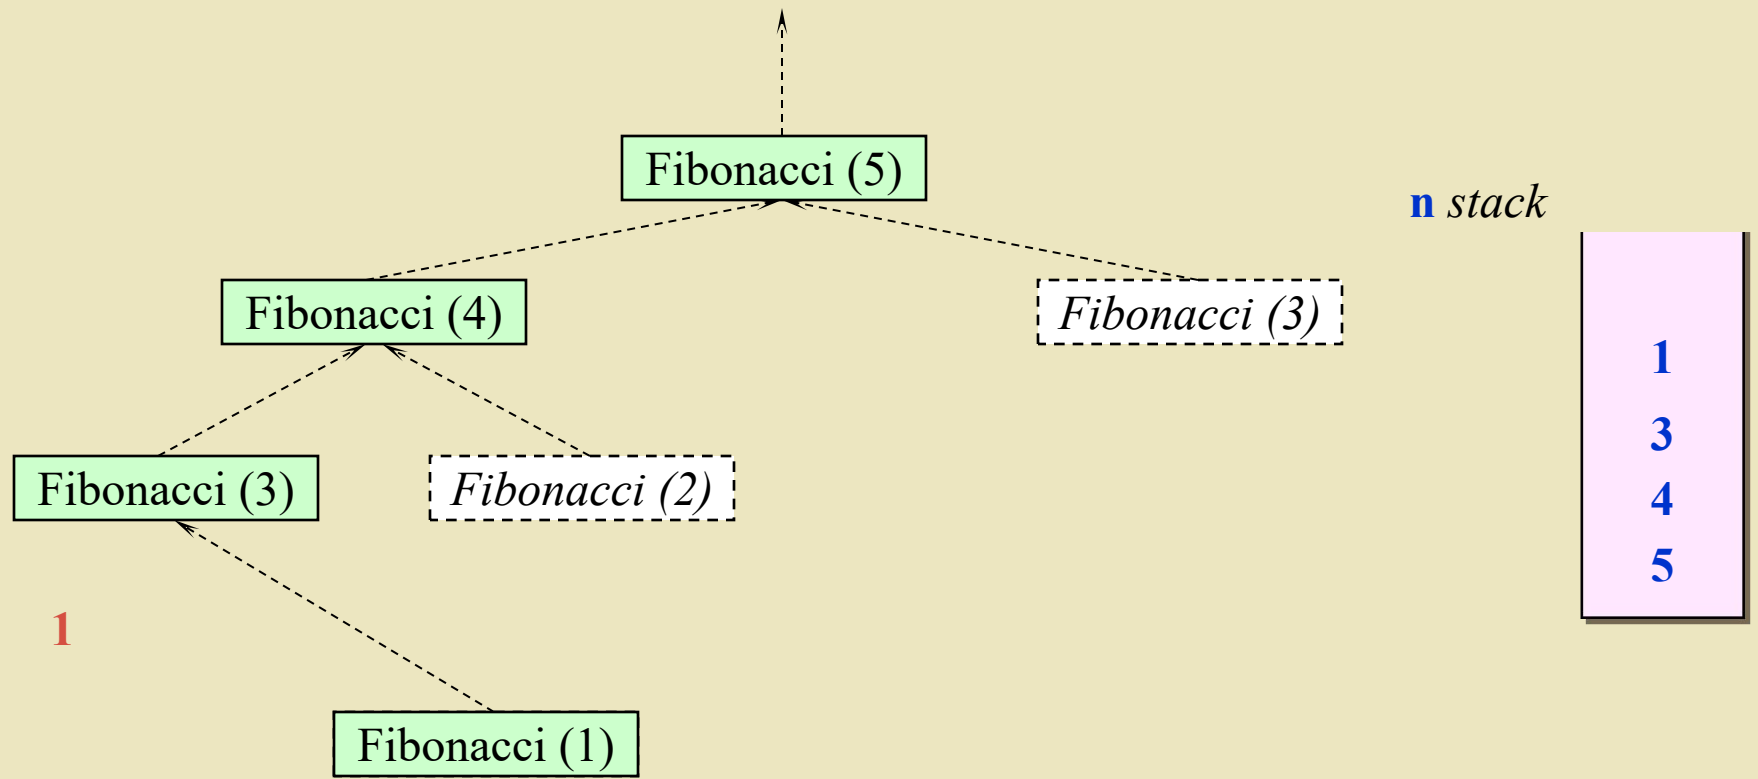 Fibonacci (5)
n stack
Fibonacci (4)
Fibonacci (3)
1
3
4
5
Fibonacci (3)
Fibonacci (2)
1
Fibonacci (1)